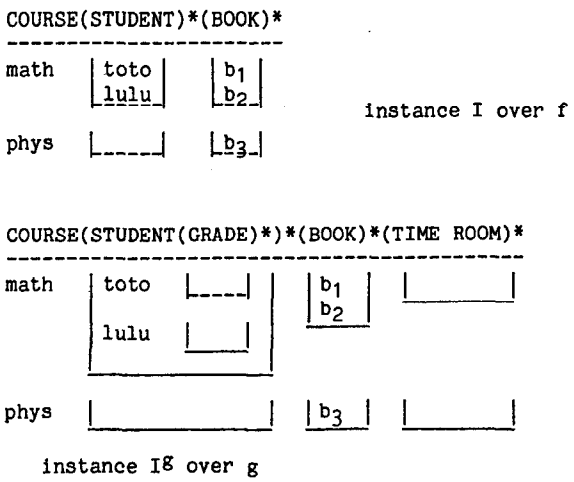 COURSE(STUDENT)*(BOOK)*
math toto b1
lulu b2
instance I over f
phys b3
COURSE(STUDENT(GRADE)*)*(BOOK)*(TIME ROOM)*
math toto b1
b2
lulu
phys b3
instance Ig over g